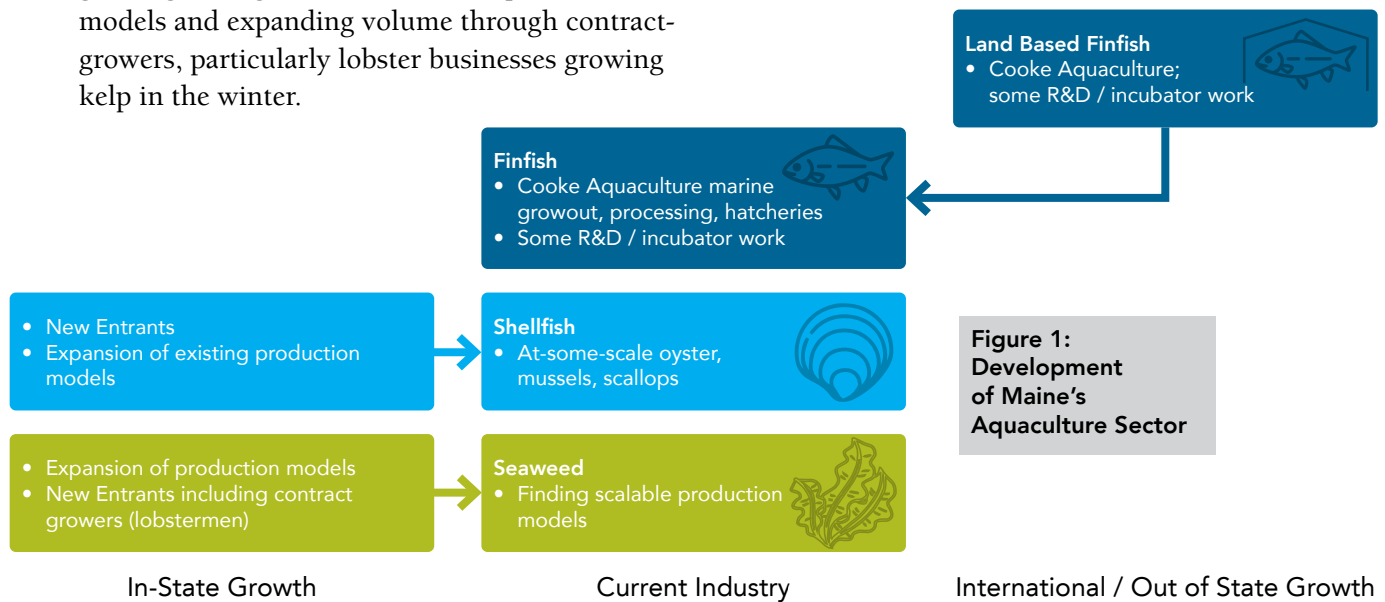 models and expanding volume through contract-
growers, particularly lobster businesses growing
kelp in the winter.
Land Based Finfish
• Cooke Aquaculture;
some R&D / incubator work
Finfish
• Cooke Aquaculture marine
growout, processing, hatcheries
• Some R&D / incubator work
• New Entrants
• Expansion of existing production
models
Shellfish
• At-some-scale oyster,
mussels, scallops
Figure 1:
Development
of Maine's
Aquaculture Sector
• Expansion of production models
• New Entrants including contract
growers (lobstermen)
Seaweed
• Finding scalable production
models
In-State Growth
Current Industry
International / Out of State Growth